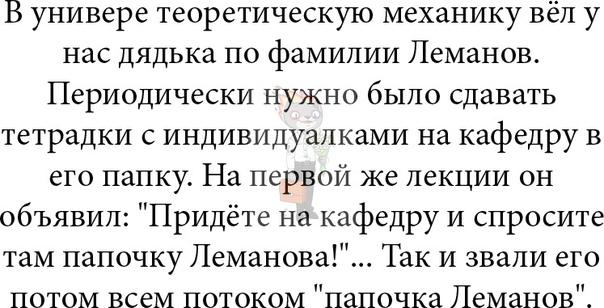 В универе теоретическую механику вёл у
нас дядька по фамилии Леманов.
Периодически нужно было сдавать
тетрадки с индивидуалками на кафедру в
его папку. На первой же лекции он
объявил: "Придёте на кафедру и спросите
там папочку Леманова!"... Так и звали его
потом всем потоком "папочка Леманов".